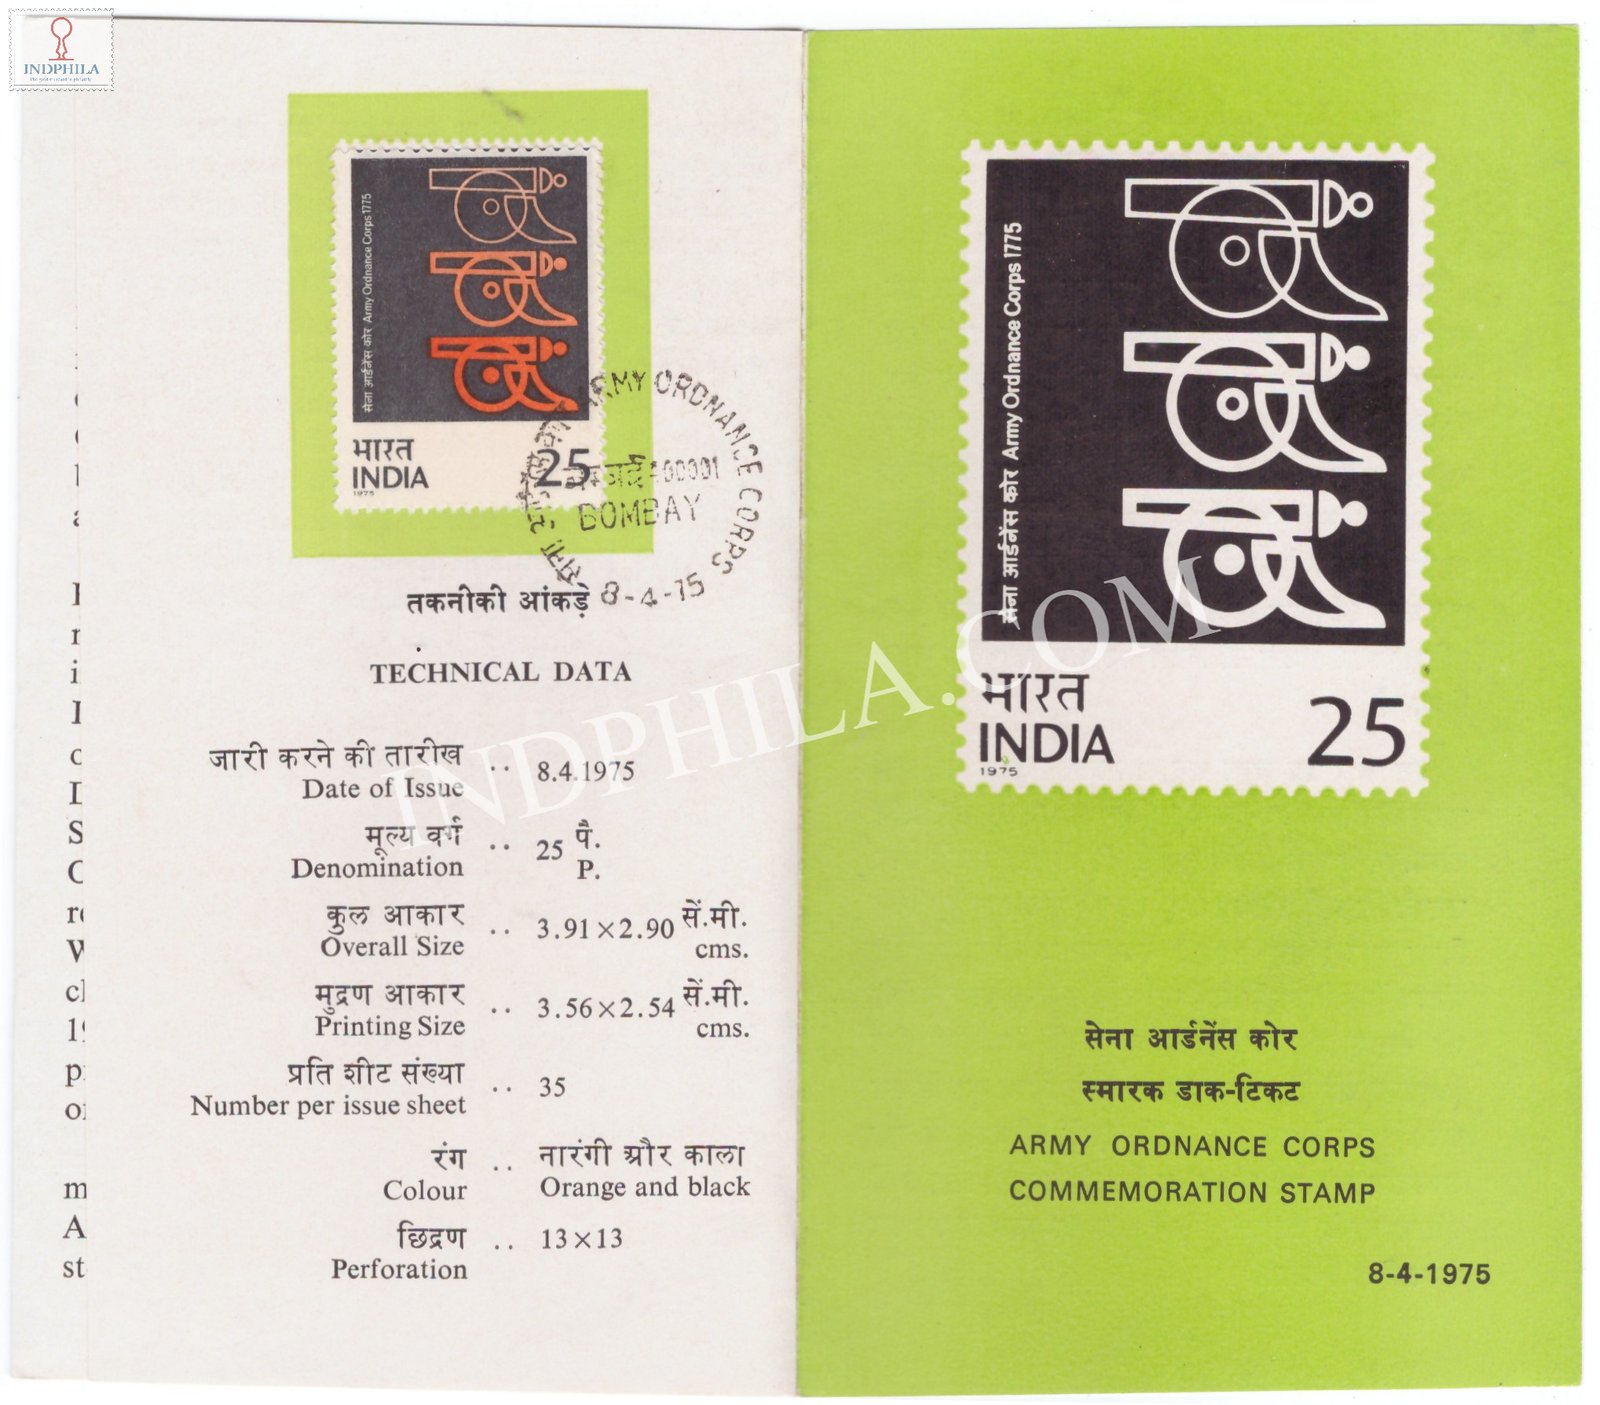 INDPHILA
सेना आर्डनेंस कोर Army Ordnance Corps 1775
भारत
INDIA
1975
25
ARMY ORDNANCE CORPS
400001
BOMBAY
8-4-75
तकनीकी आंकड़े
TECHNICAL DATA
जारी करने की तारीख
Date of Issue .. 8.4.1975
मूल्य वर्ग
Denomination .. 25 पै.
P.
कुल आकार
Overall Size .. 3.91×2.90 सें.मी.
cms.
मुद्रण आकार
Printing Size .. 3.56×2.54 सें.मी.
cms.
प्रति शीट संख्या
Number per issue sheet .. 35
रंग .. नारंगी और काला
Colour Orange and black
छिद्रण .. 13×13
Perforation
सेना आर्डनेंस कोर Army Ordnance Corps 1775
भारत
INDIA
1975
25
सेना आर्डनेंस कोर
स्मारक डाक-टिकट
ARMY ORDNANCE CORPS
COMMEMORATION STAMP
8-4-1975
INDPHILA.COM